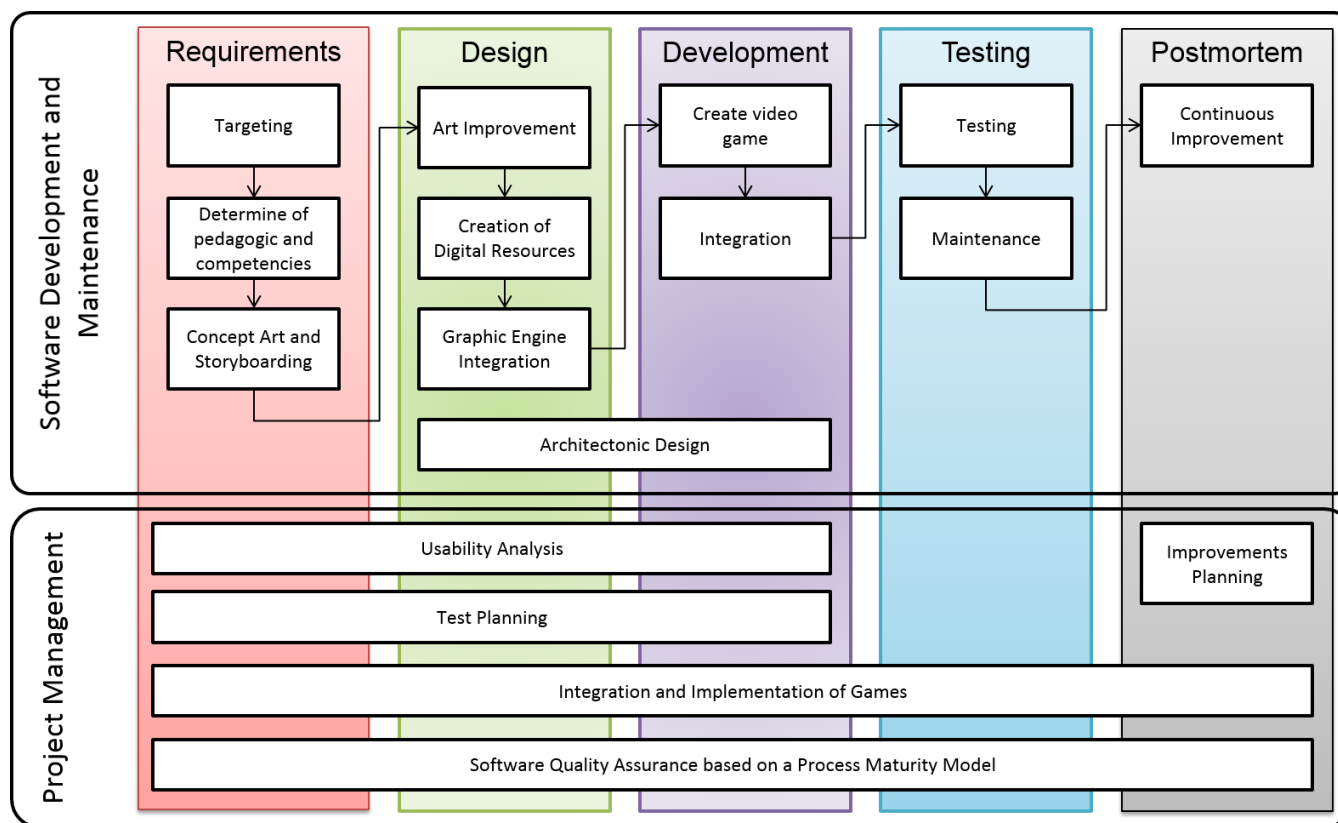 Software Development and
Maintenance
Requirements
Targeting
Determine of
pedagogic and
competencies
Concept Art and
Storyboarding
Design
Art Improvement
Creation of
Digital Resources
Graphic Engine
Integration
Development
Create video
game
Integration
Testing
Testing
Maintenance
Postmortem
Continuous
Improvement
Architectonic Design
Project Management
Usability Analysis
Improvements
Planning
Test Planning
Integration and Implementation of Games
Software Quality Assurance based on a Process Maturity Model